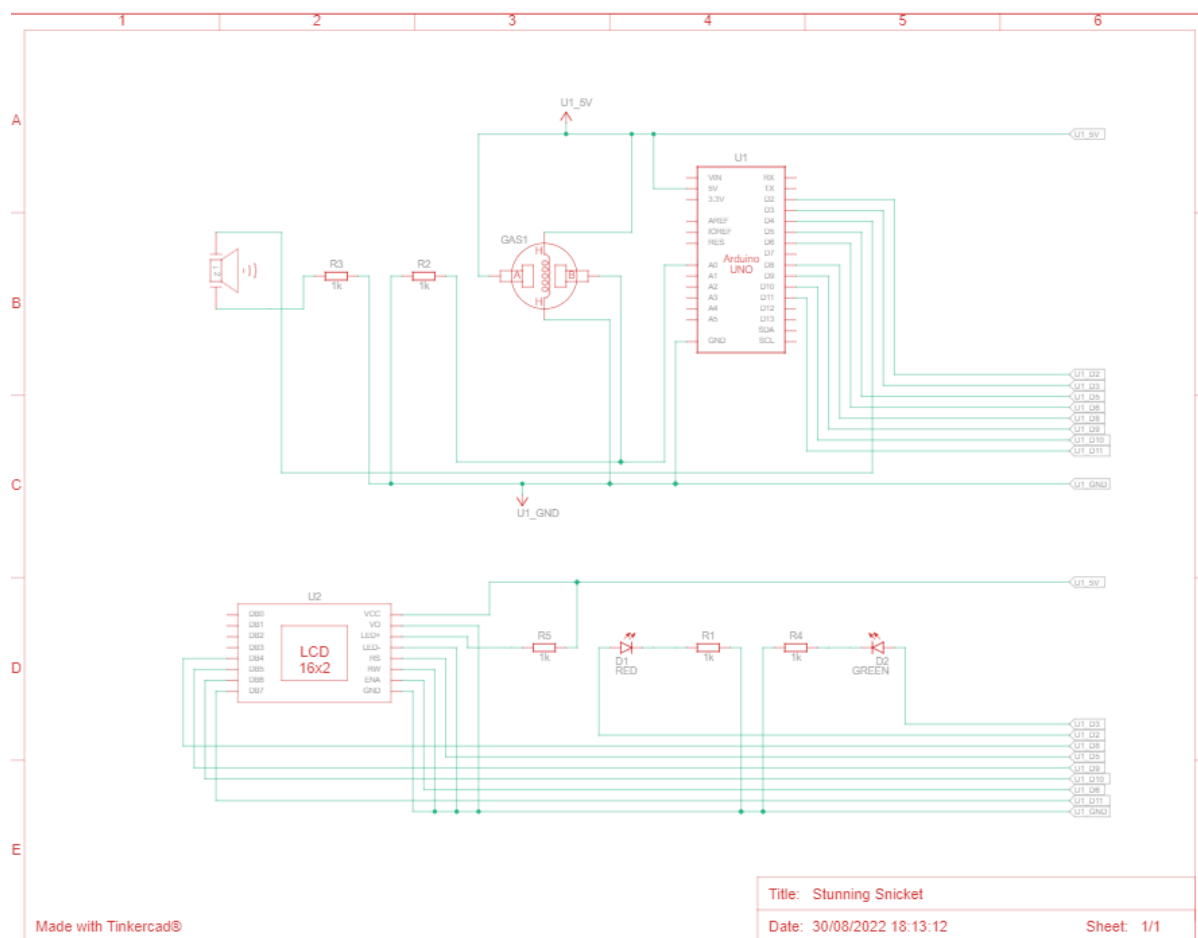 1 2 3 4 5 6
A
B
C
D
E
U1_5V
U1_5V
U1
VIN RX
5V TX
3.3V D2
D3
AREF D4
IOREF D5
RES D6
D7
A0 D8
A1 D9
A2 D10
A3 D11
A4 D12
A5 D13
SDA
GND SCL
Arduino
UNO
GAS1
H
A B
H
R3
1k
R2
1k
1 2
U1_D2
U1_D3
U1_D5
U1_D6
U1_D8
U1_D9
U1_D10
U1_D11
U1_GND
U1_GND
U1_5V
U2
DB0 VCC
DB1 VO
DB2 LED+
DB3 LED-
DB4 RS
DB5 RW
DB6 ENA
DB7 GND
LCD
16x2
R5
1k
D1
RED
R1
1k
R4
1k
D2
GREEN
U1_D3
U1_D2
U1_D8
U1_D5
U1_D9
U1_D10
U1_D6
U1_D11
U1_GND
Title: Stunning Snicket
Made with Tinkercad®
Date: 30/08/2022 18:13:12 Sheet: 1/1